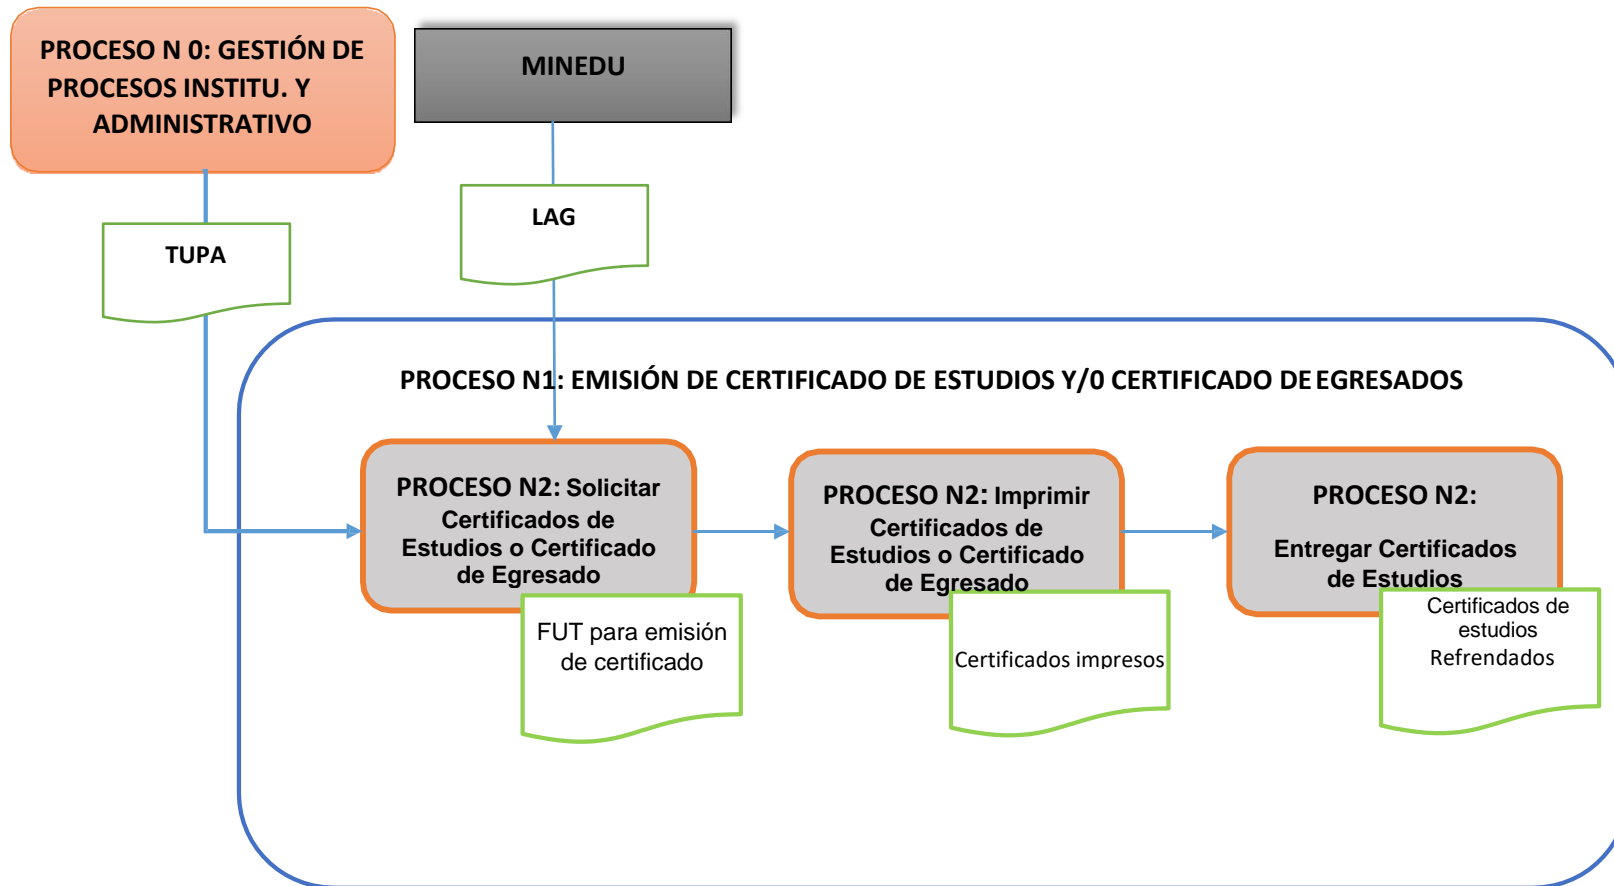 PROCESO N 0: GESTIÓN DE
PROCESOS INSTITU. Y
ADMINISTRATIVO
MINEDU
TUPA
LAG
PROCESO N1: EMISIÓN DE CERTIFICADO DE ESTUDIOS Y/0 CERTIFICADO DE EGRESADOS
PROCESO N2: Solicitar
Certificados de
Estudios o Certificado
de Egresado
FUT para emisión
de certificado
PROCESO N2: Imprimir
Certificados de
Estudios o Certificado
de Egresado
Certificados impresos
PROCESO N2:
Entregar Certificados
de Estudios
Certificados de
estudios
Refrendados